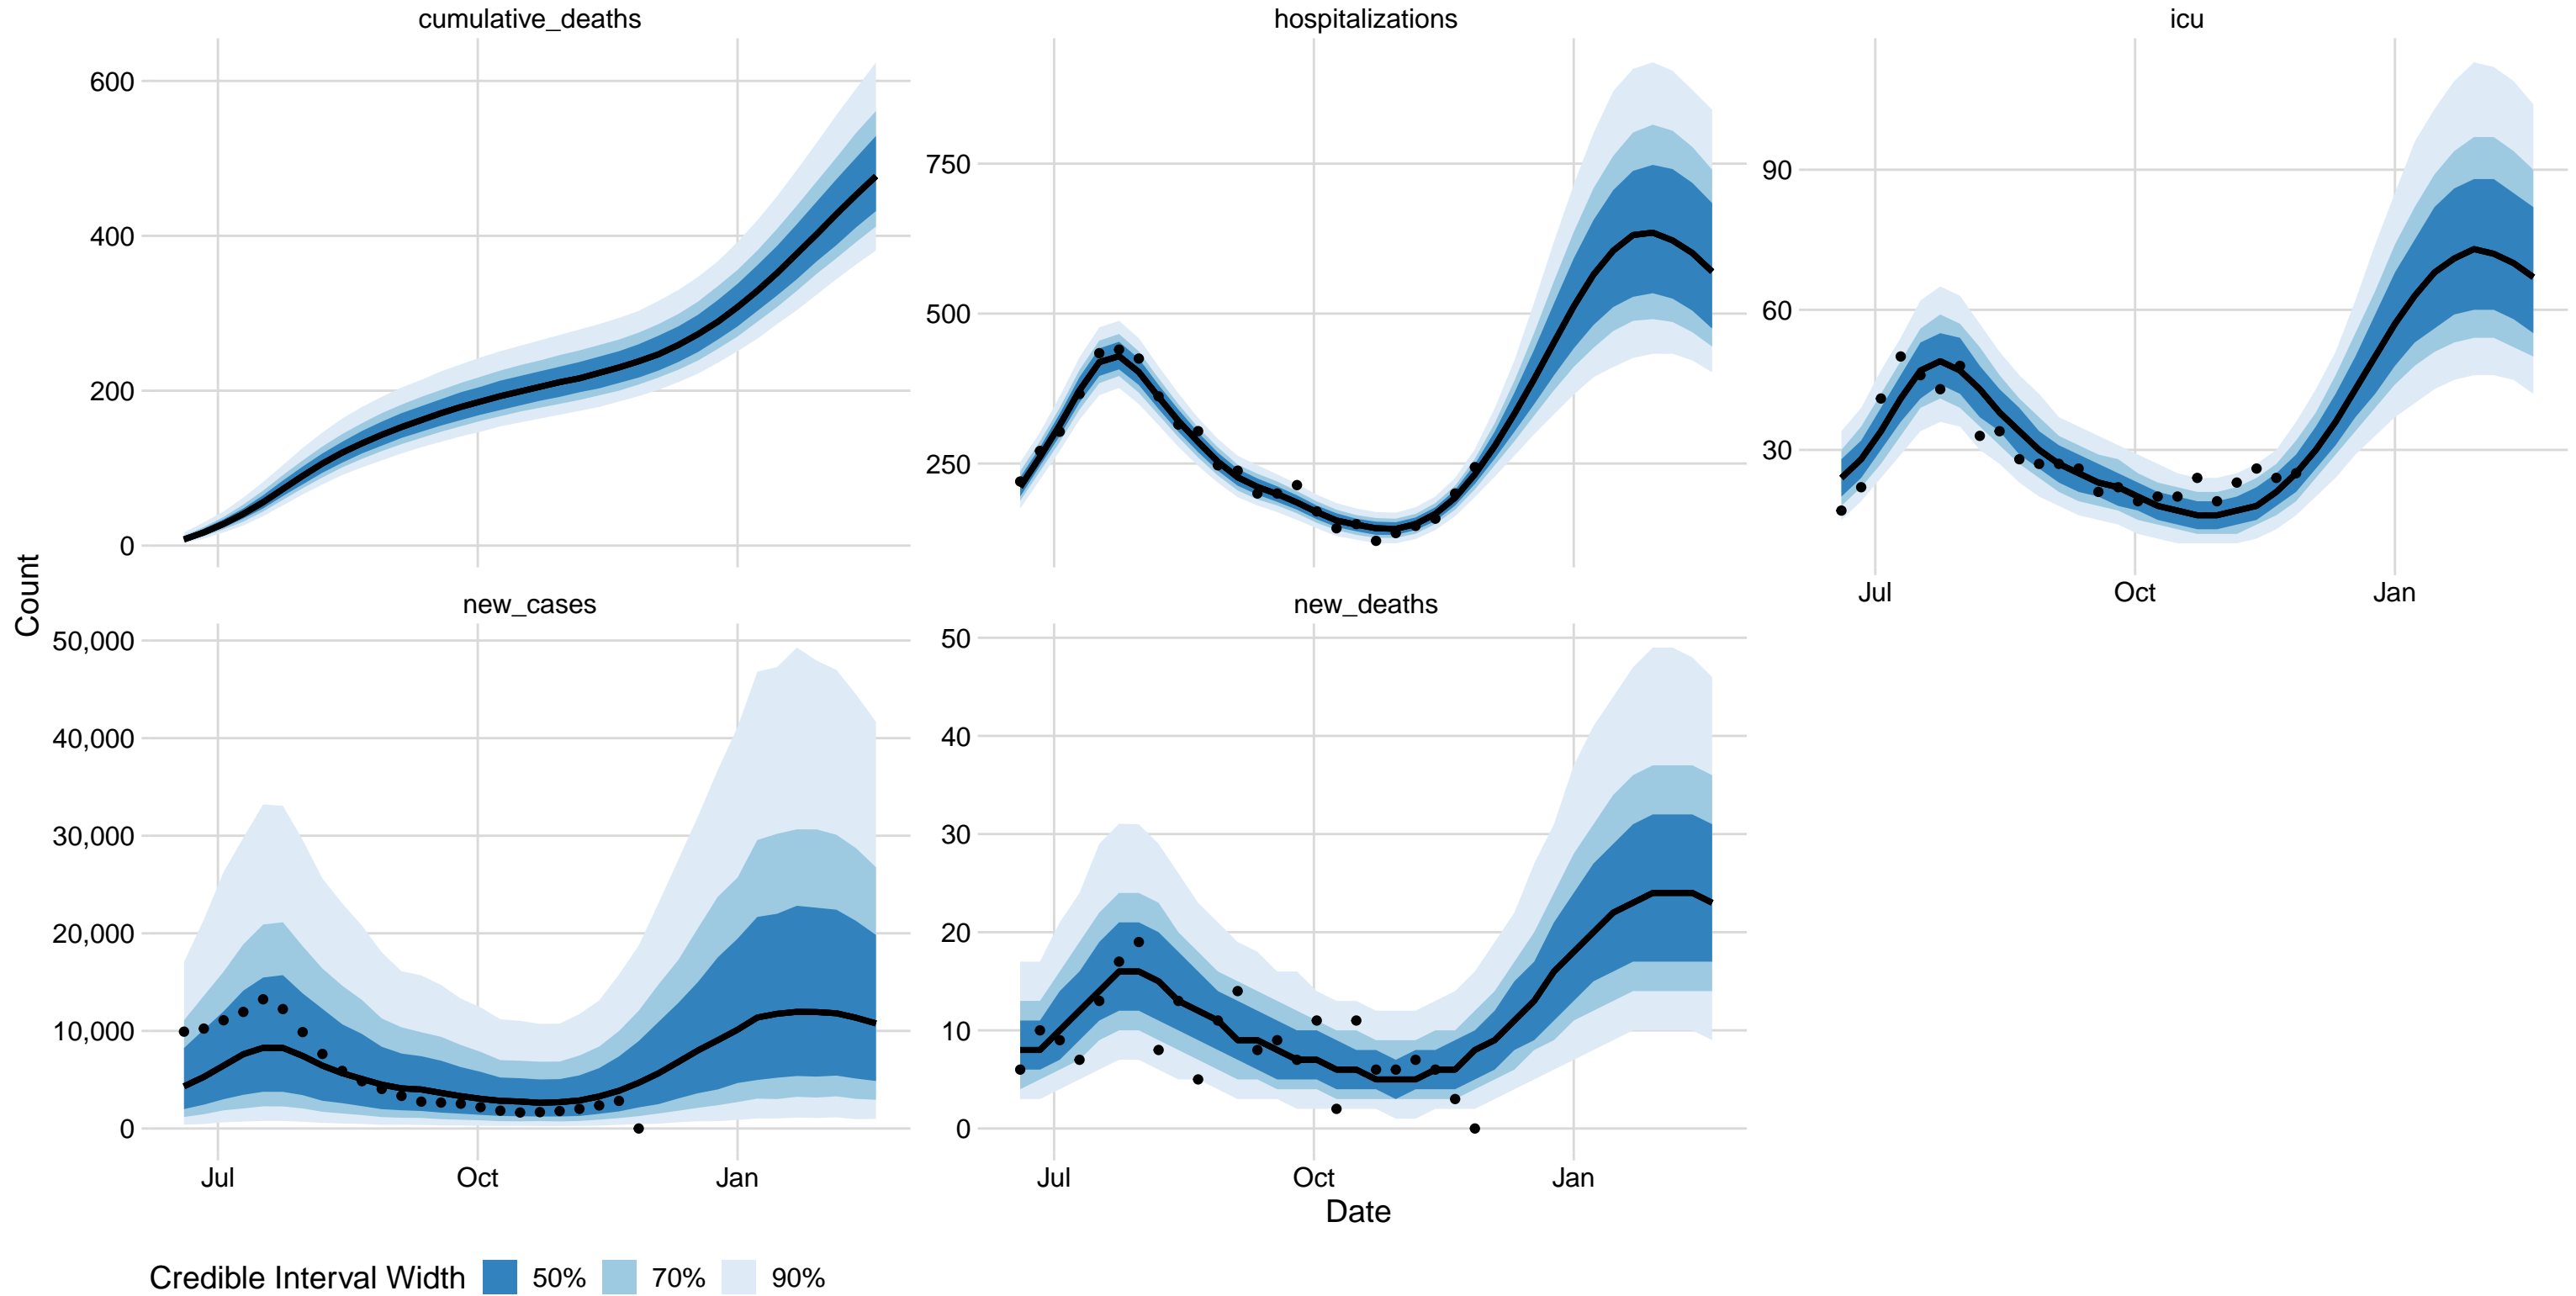 cumulative_deaths
hospitalizations
icu
600
400
200
0
750
500
250
90
60
30
Jul
Oct
Jan
Count
new_cases
new_deaths
50,000
40,000
30,000
20,000
10,000
0
50
40
30
20
10
0
Jul
Oct
Jan
Jul
Oct
Jan
Date
Credible Interval Width 50% 70% 90%